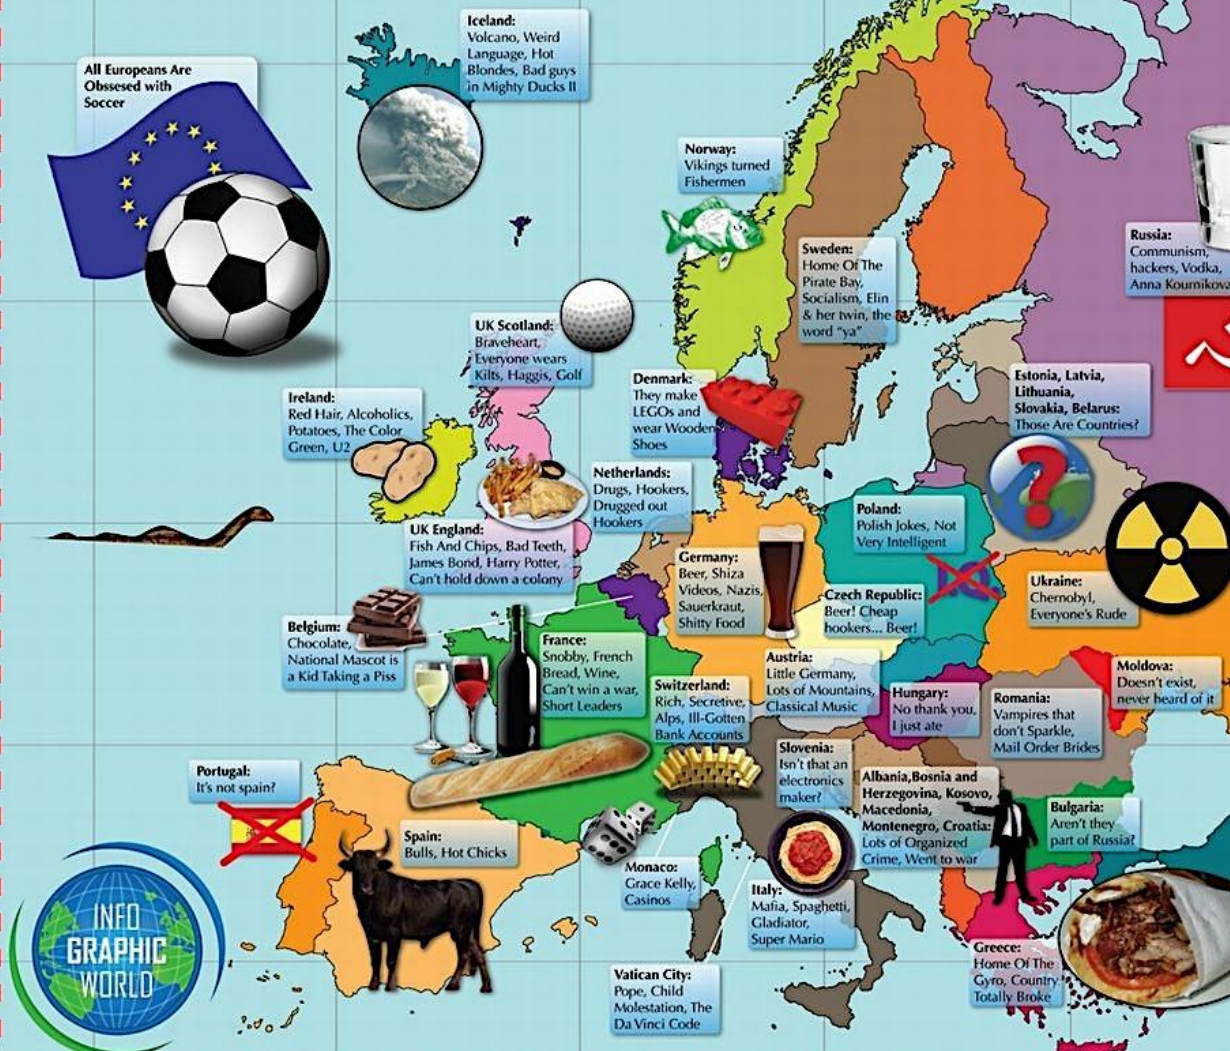 All Europeans Are
Obssesed with
Soccer
Iceland:
Volcano, Weird
Language, Hot
Blondes, Bad guys
in Mighty Ducks II
Norway:
Vikings turned
Fishermen
Sweden:
Home Of The
Pirate Bay,
Socialism, Elin
& her twin, the
word "ya"
Russia:
Communism,
hackers, Vodka,
Anna Kournikova
UK Scotland:
Braveheart,
Everyone wears
Kilts, Haggis, Golf
Denmark:
They make
LEGOs and
wear Wooden
Shoes
Estonia, Latvia,
Lithuania,
Slovakia, Belarus:
Those Are Countries?
?
Ireland:
Red Hair, Alcoholics,
Potatoes, The Color
Green, U2
Netherlands:
Drugs, Hookers,
Drugged out
Hookers
UK England:
Fish And Chips, Bad Teeth,
James Bond, Harry Potter,
Can't hold down a colony
Poland:
Polish Jokes, Not
Very Intelligent
IQ
Germany:
Beer, Shiza
Videos, Nazis,
Sauerkraut,
Shitty Food
Czech Republic:
Beer! Cheap
hookers... Beer!
Ukraine:
Chernobyl,
Everyone's Rude
Belgium:
Chocolate,
National Mascot is
a Kid Taking a Piss
France:
Snobby, French
Bread, Wine,
Can't win a war,
Short Leaders
Switzerland:
Rich, Secretive,
Alps, Ill-Gotten
Bank Accounts
Austria:
Little Germany,
Lots of Mountains,
Classical Music
Hungary:
No thank you,
I just ate
Romania:
Vampires that
don't Sparkle,
Mail Order Brides
Moldova:
Doesn't exist,
never heard of it
Portugal:
It's not spain?
Slovenia:
Isn't that an
electronics
maker?
Albania,Bosnia and
Herzegovina, Kosovo,
Macedonia,
Montenegro, Croatia:
Lots of Organized
Crime, Went to war
Bulgaria:
Aren't they
part of Russia?
Spain:
Bulls, Hot Chicks
Monaco:
Grace Kelly,
Casinos
Italy:
Mafia, Spaghetti,
Gladiator,
Super Mario
Greece:
Home Of The
Gyro, Country
Totally Broke
Vatican City:
Pope, Child
Molestation, The
Da Vinci Code
INFO
GRAPHIC
WORLD